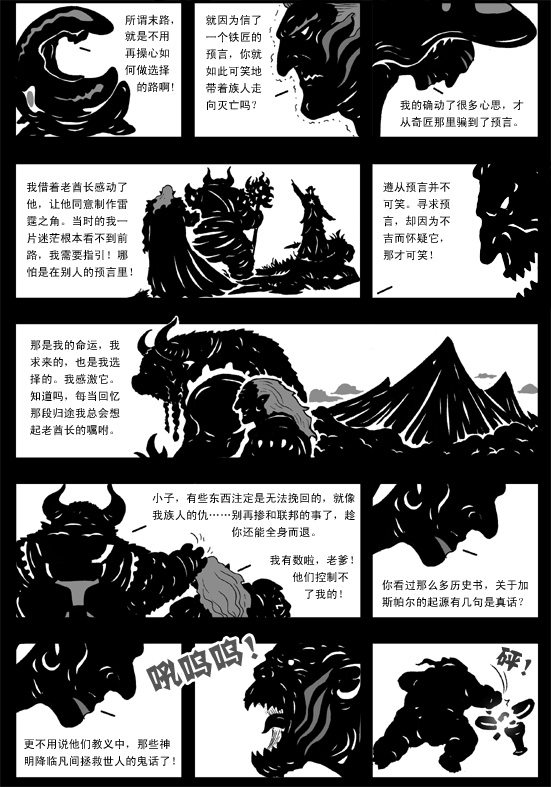 所谓末路，
就是不用
再操心如
何做选择
的路啊！
就因为信了
一个铁匠的
预言，你就
如此可笑地
带着族人走
向灭亡吗？
我的确动了很多心思，才
从奇匠那里骗到了预言。
我借着老酋长感动了
他，让他同意制作雷
霆之角。当时的我一
片迷茫根本看不到前
路，我需要指引！哪
怕是在别人的预言里！
遵从预言并不
可笑。寻求预
言，却因为不
吉而怀疑它，
那才可笑！
那是我的命运，我
求来的，也是我选
择的。我感激它。
知道吗，每当回忆
那段归途我总会想
起老酋长的嘱咐。
小子，有些东西注定是无法挽回的，就像
我族人的仇……别再掺和联邦的事了，趁
你还能全身而退。
我有数啦，老爹！
他们控制不
了我的！
你看过那么多历史书，关于加
斯帕尔的起源有几句是真话？
更不用说他们教义中，那些神
明降临凡间拯救世人的鬼话了！
吼呜呜！
砰！